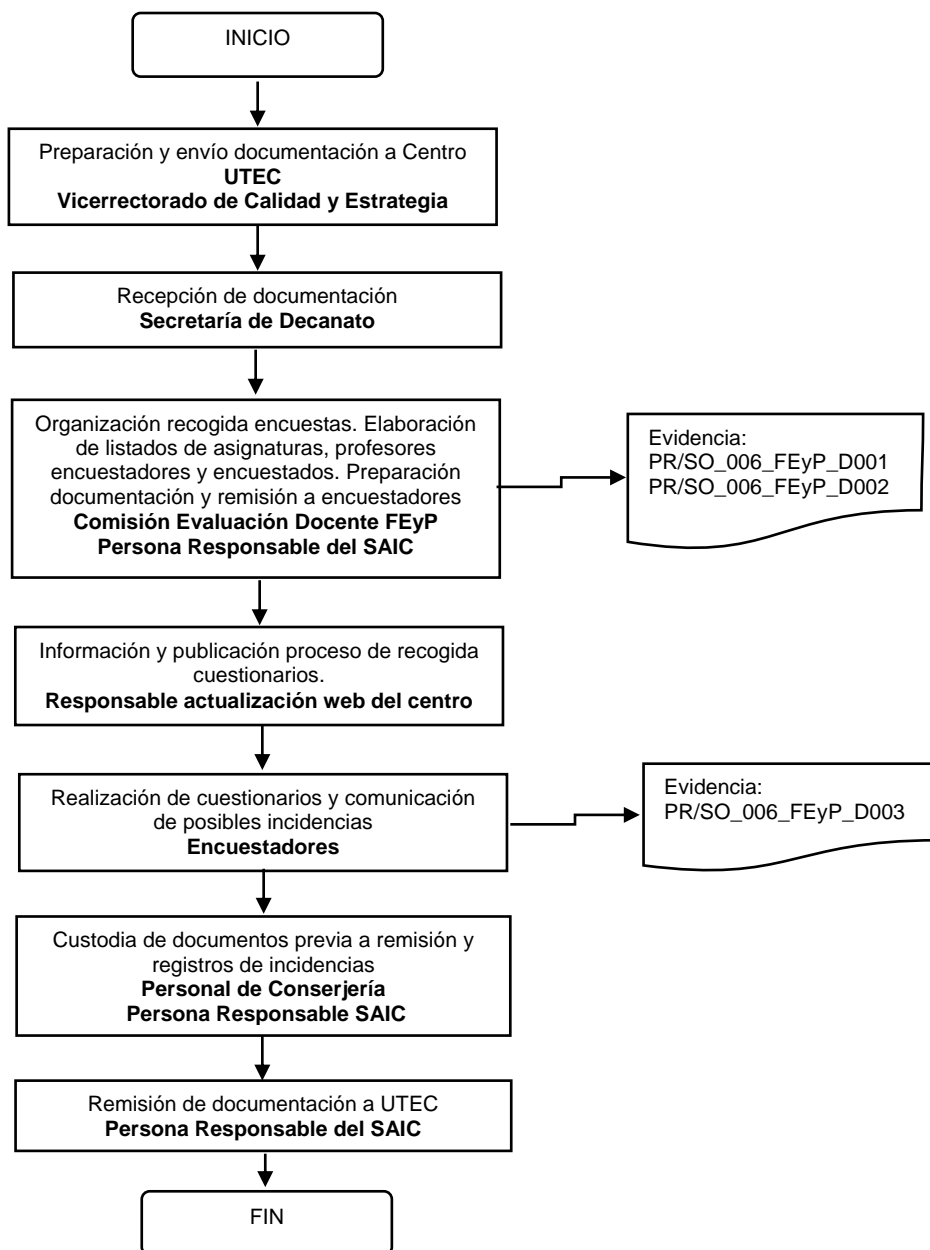 INICIO
Preparación y envío documentación a Centro
UTEC
Vicerrectorado de Calidad y Estrategia
Recepción de documentación
Secretaría de Decanato
Organización recogida encuestas. Elaboración
de listados de asignaturas, profesores
encuestadores y encuestados. Preparación
documentación y remisión a encuestadores
Comisión Evaluación Docente FEyP
Persona Responsable del SAIC
Evidencia:
PR/SO_006_FEyP_D001
PR/SO_006_FEyP_D002
Información y publicación proceso de recogida
cuestionarios.
Responsable actualización web del centro
Realización de cuestionarios y comunicación
de posibles incidencias
Encuestadores
Evidencia:
PR/SO_006_FEyP_D003
Custodia de documentos previa a remisión y
registros de incidencias
Personal de Conserjería
Persona Responsable SAIC
Remisión de documentación a UTEC
Persona Responsable del SAIC
FIN